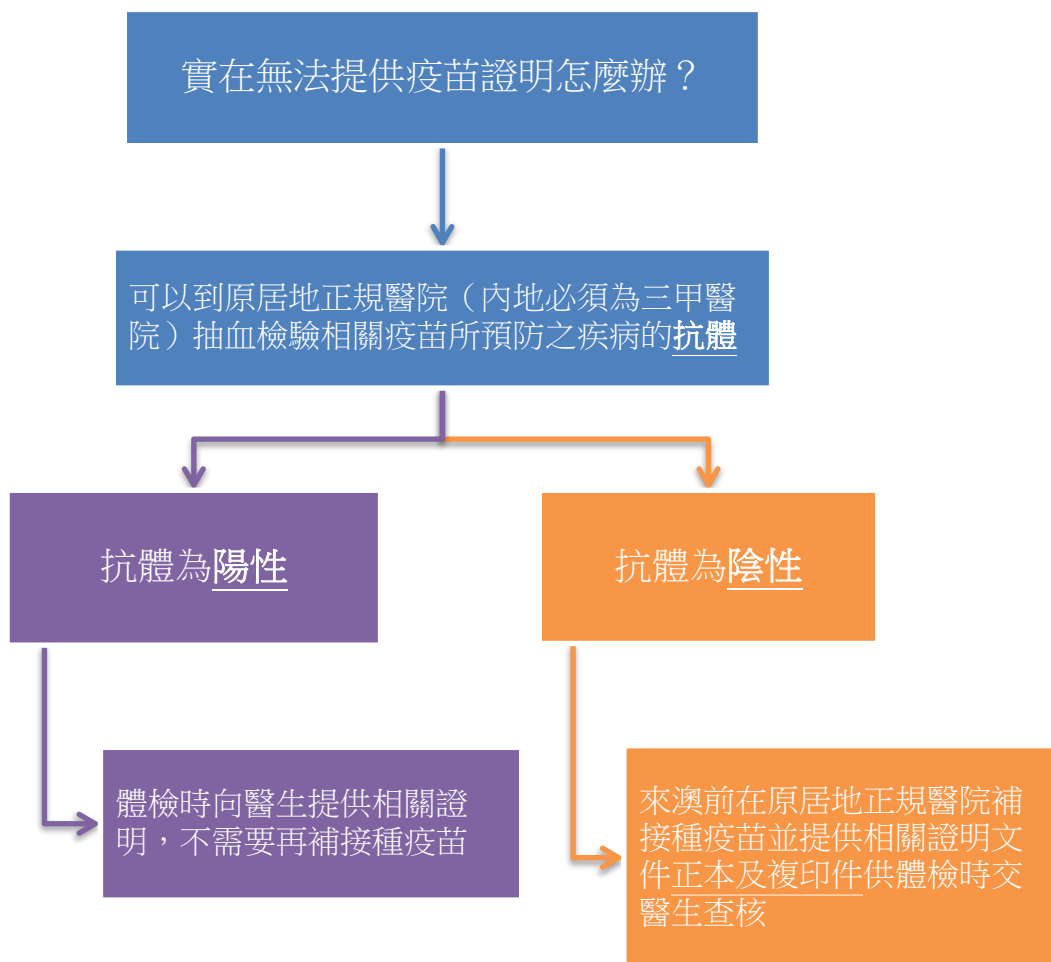 實在無法提供疫苗證明怎麼辦？
可以到原居地正規醫院（內地必須為三甲醫
院）抽血檢驗相關疫苗所預防之疾病的抗體
抗體為陽性
抗體為陰性
體檢時向醫生提供相關證
明，不需要再補接種疫苗
來澳前在原居地正規醫院補
接種疫苗並提供相關證明文
件正本及複印件供體檢時交
醫生查核